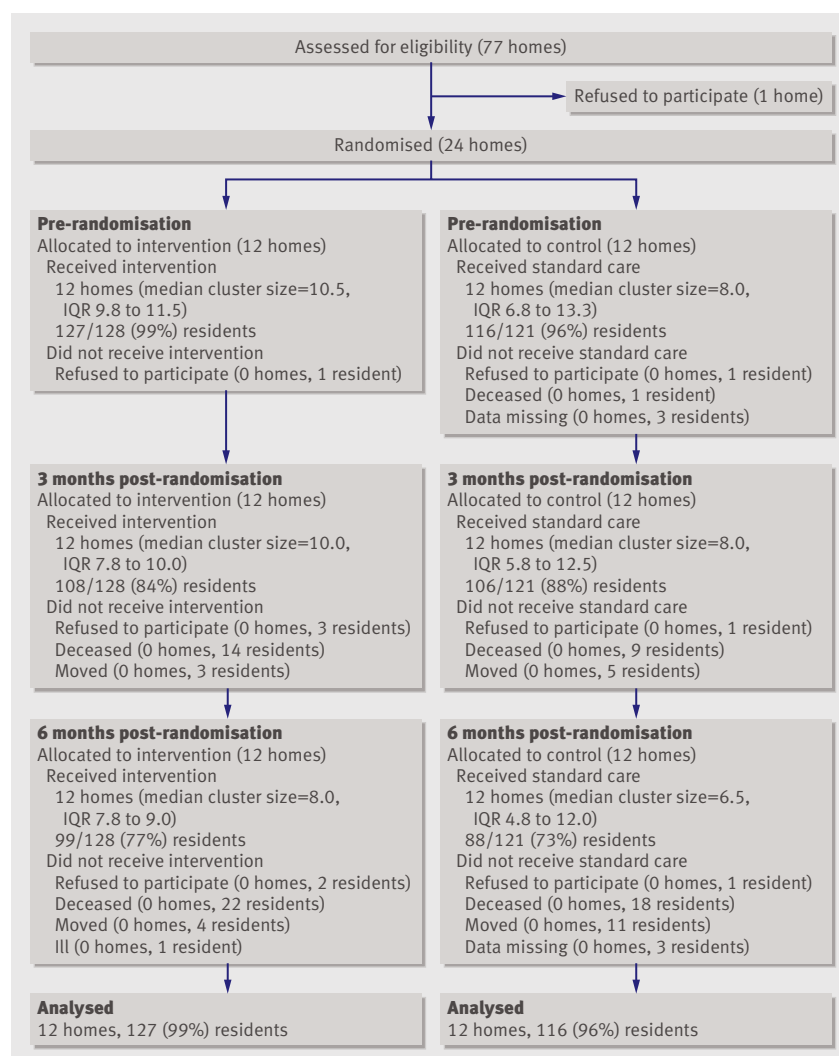 Assessed for eligibility (77 homes)
Refused to participate (1 home)
Randomised (24 homes)
Pre-randomisation
Allocated to intervention (12 homes)
Received intervention
12 homes (median cluster size=10.5,
IQR 9.8 to 11.5)
127/128 (99%) residents
Did not receive intervention
Refused to participate (0 homes, 1 resident)
Pre-randomisation
Allocated to control (12 homes)
Received standard care
12 homes (median cluster size=8.0,
IQR 6.8 to 13.3)
116/121 (96%) residents
Did not receive standard care
Refused to participate (0 homes, 1 resident)
Deceased (0 homes, 1 resident)
Data missing (0 homes, 3 residents)
3 months post-randomisation
Allocated to intervention (12 homes)
Received intervention
12 homes (median cluster size=10.0,
IQR 7.8 to 10.0)
108/128 (84%) residents
Did not receive intervention
Refused to participate (0 homes, 3 residents)
Deceased (0 homes, 14 residents)
Moved (0 homes, 3 residents)
3 months post-randomisation
Allocated to control (12 homes)
Received standard care
12 homes (median cluster size=8.0,
IQR 5.8 to 12.5)
106/121 (88%) residents
Did not receive standard care
Refused to participate (0 homes, 1 resident)
Deceased (0 homes, 9 residents)
Moved (0 homes, 5 residents)
6 months post-randomisation
Allocated to intervention (12 homes)
Received intervention
12 homes (median cluster size=8.0,
IQR 7.8 to 9.0)
99/128 (77%) residents
Did not receive intervention
Refused to participate (0 homes, 2 residents)
Deceased (0 homes, 22 residents)
Moved (0 homes, 4 residents)
Ill (0 homes, 1 resident)
6 months post-randomisation
Allocated to control (12 homes)
Received standard care
12 homes (median cluster size=6.5,
IQR 4.8 to 12.0)
88/121 (73%) residents
Did not receive standard care
Refused to participate (0 homes, 1 resident)
Deceased (0 homes, 18 residents)
Moved (0 homes, 11 residents)
Data missing (0 homes, 3 residents)
Analysed
12 homes, 127 (99%) residents
Analysed
12 homes, 116 (96%) residents